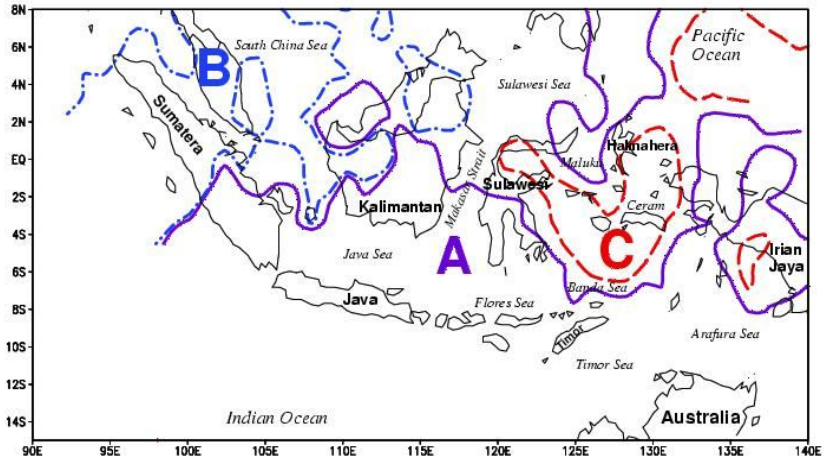 8N
6N
4N
2N
EQ
2S
4S
6S
8S
10S
12S
14S
South China Sea
Pacific
Ocean
B
Sulawesi Sea
Sumatera
Halmahera
Maluku
Makasar Strait
Sulawesi
Kalimantan
Ceram
Java Sea
A
C
Irian
Jaya
Banda Sea
Java
Flores Sea
Timor
Arafura Sea
Timor Sea
Indian Ocean
Australia
90E 95E 100E 105E 110E 115E 120E 125E 130E 135E 140E